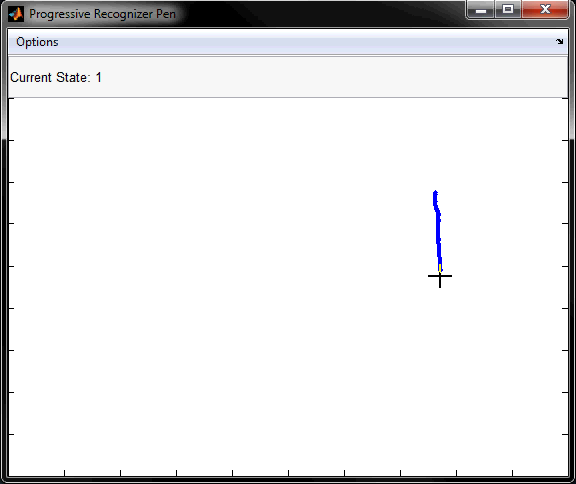 Progressive Recognizer Pen
Options
Current State: 1